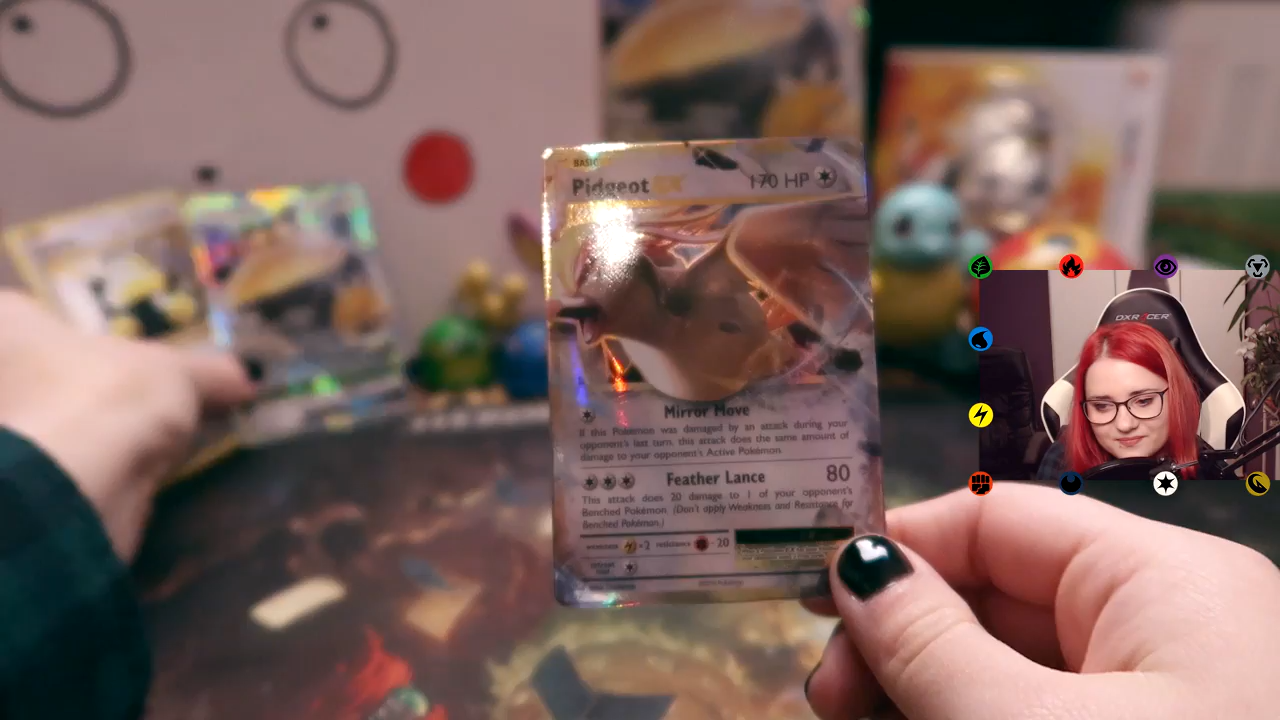 BASIC
Pidgeot EX 170 HP
Mirror Move
If this Pokémon was damaged by an attack during your
opponent's last turn, this attack does the same amount of
damage to your opponent's Active Pokémon.
Feather Lance 80
This attack does 20 damage to 1 of your opponent's
Benched Pokémon. (Don't apply Weakness and Resistance for
Benched Pokémon.)
weakness ×2 resistance -20
DXRACER